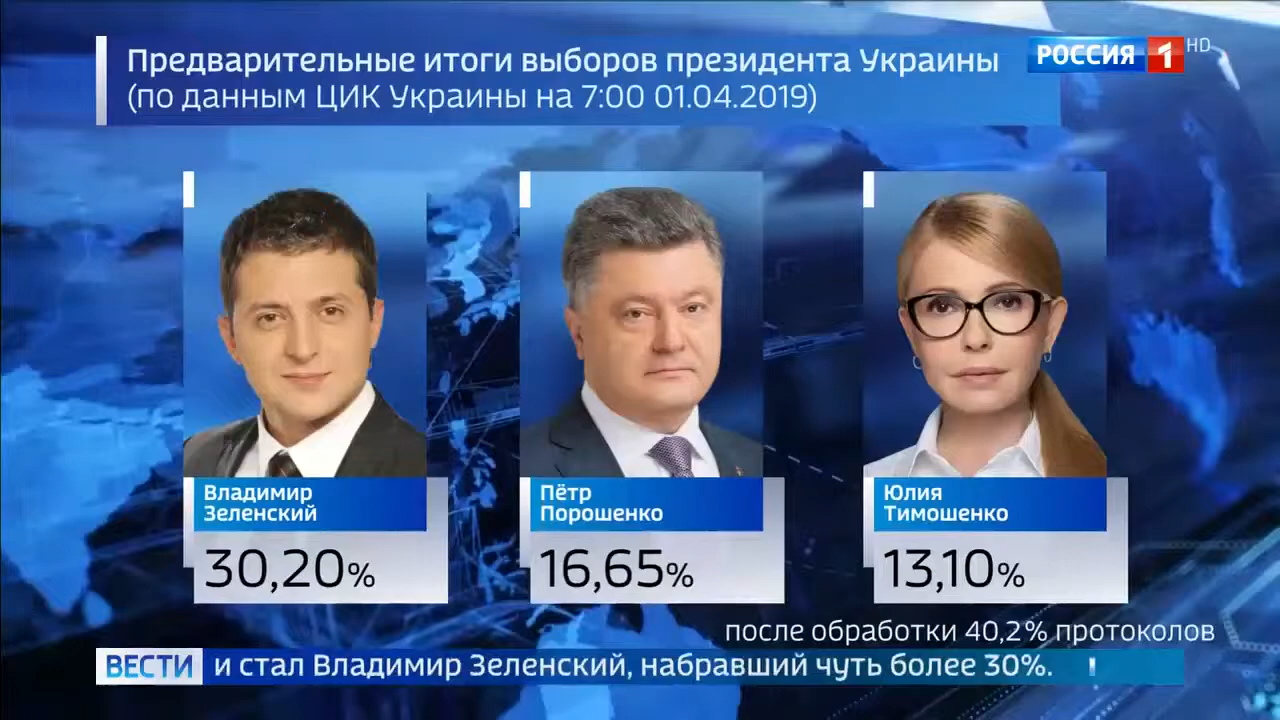 Предварительные итоги выборов президента Украины
(по данным ЦИК Украины на 7:00 01.04.2019)
РОССИЯ 1 HD
Владимир
Зеленский
30,20%
Пётр
Порошенко
16,65%
Юлия
Тимошенко
13,10%
после обработки 40,2% протоколов
ВЕСТИ и стал Владимир Зеленский, набравший чуть более 30%.